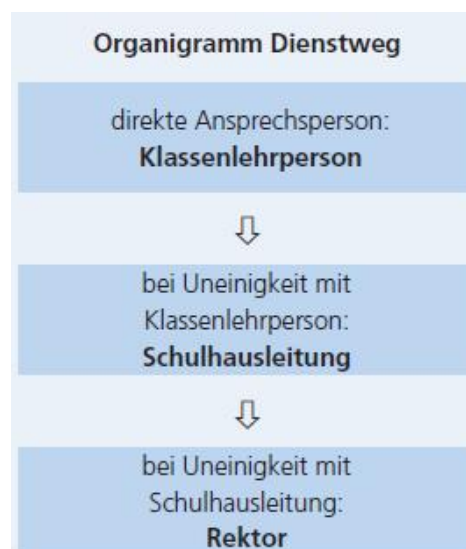 Organigramm Dienstweg
direkte Ansprechsperson:
Klassenlehrperson
bei Uneinigkeit mit
Klassenlehrperson:
Schulhausleitung
bei Uneinigkeit mit
Schulhausleitung:
Rektor